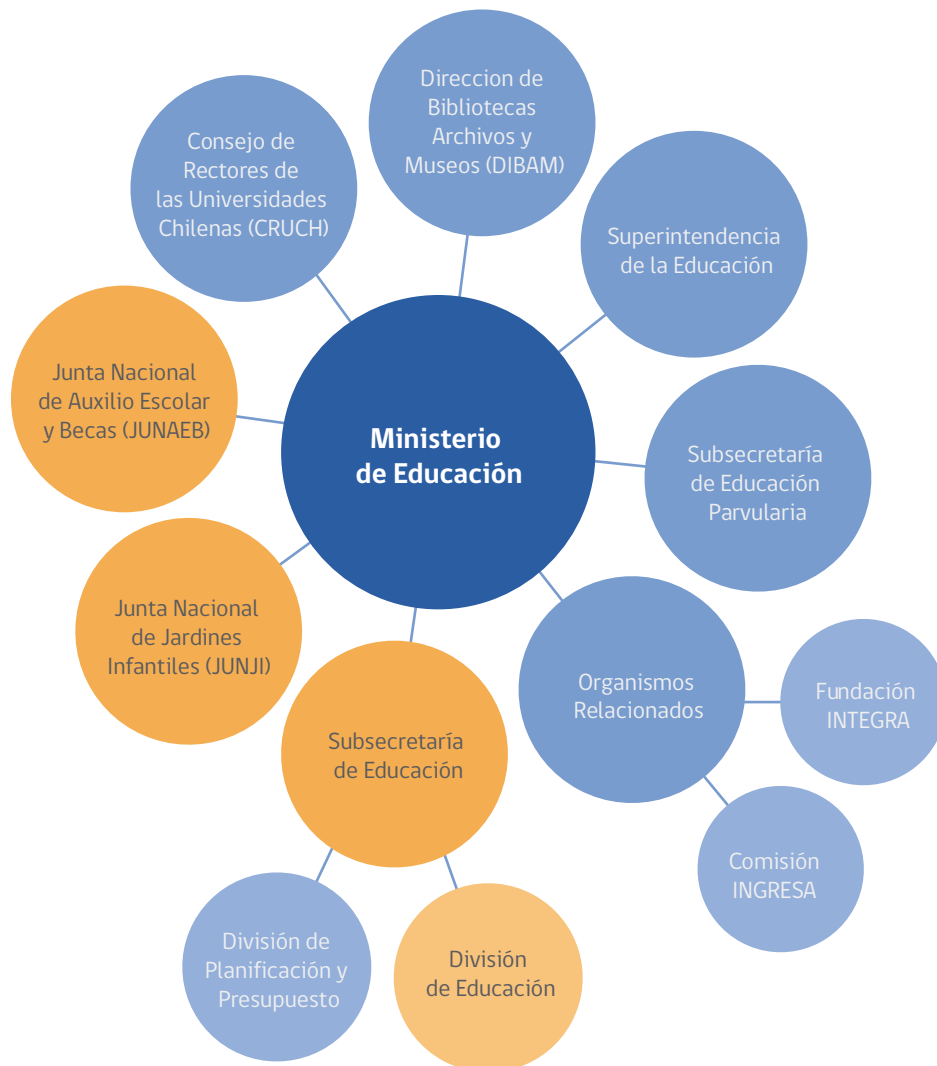 Direccion de
Bibliotecas
Archivos y
Museos (DIBAM)
Consejo de
Rectores de
las Universidades
Chilenas (CRUCH)
Superintendencia
de la Educación
Junta Nacional
de Auxilio Escolar
y Becas (JUNAEB)
Ministerio
de Educación
Subsecretaría
de Educación
Parvularia
Junta Nacional
de Jardines
Infantiles (JUNJI)
Organismos
Relacionados
Fundación
INTEGRA
Subsecretaría
de Educación
Comisión
INGRESA
División de
Planificación y
Presupuesto
División
de Educación